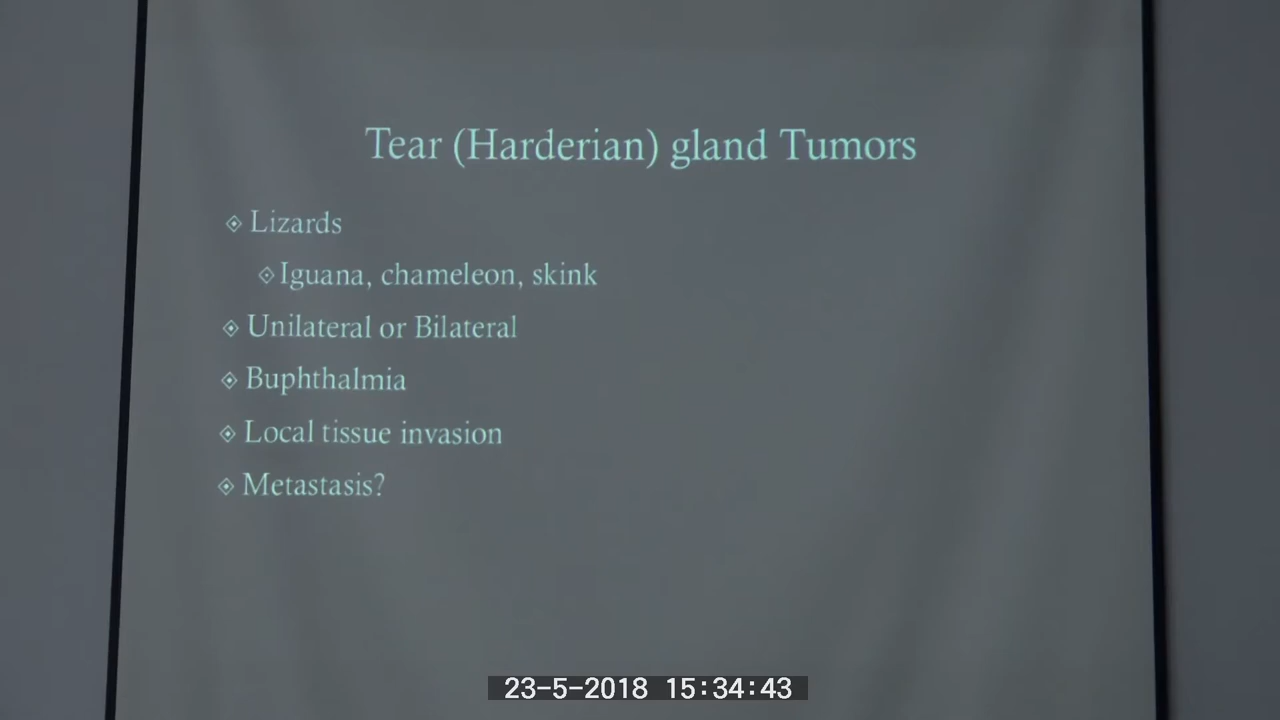 Tear (Harderian) gland Tumors
Lizards
Iguana, chameleon, skink
Unilateral or Bilateral
Buphthalmia
Local tissue invasion
Metastasis?
23-5-2018 15:34:43